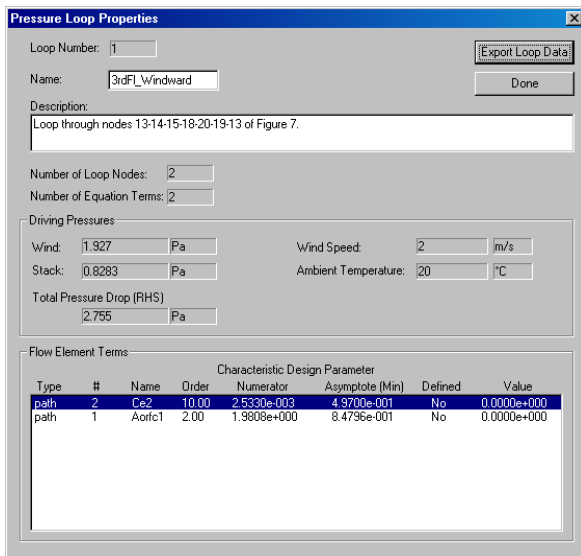 Pressure Loop Properties
Loop Number: 1
Export Loop Data
Name: 3rdFl_Windward
Done
Description:
Loop through nodes 13-14-15-18-20-19-13 of Figure 7.
Number of Loop Nodes: 2
Number of Equation Terms: 2
Driving Pressures
Wind: 1.927 Pa Wind Speed: 2 m/s
Stack: 0.8283 Pa Ambient Temperature: 20 °C
Total Pressure Drop (RHS)
2.755 Pa
Flow Element Terms
Characteristic Design Parameter
Type # Name Order Numerator Asymptote (Min) Defined Value
path 2 Ce2 10.00 2.5330e-003 4.9700e-001 No 0.0000e+000
path 1 Aorfc1 2.00 1.9808e+000 8.4796e-001 No 0.0000e+000